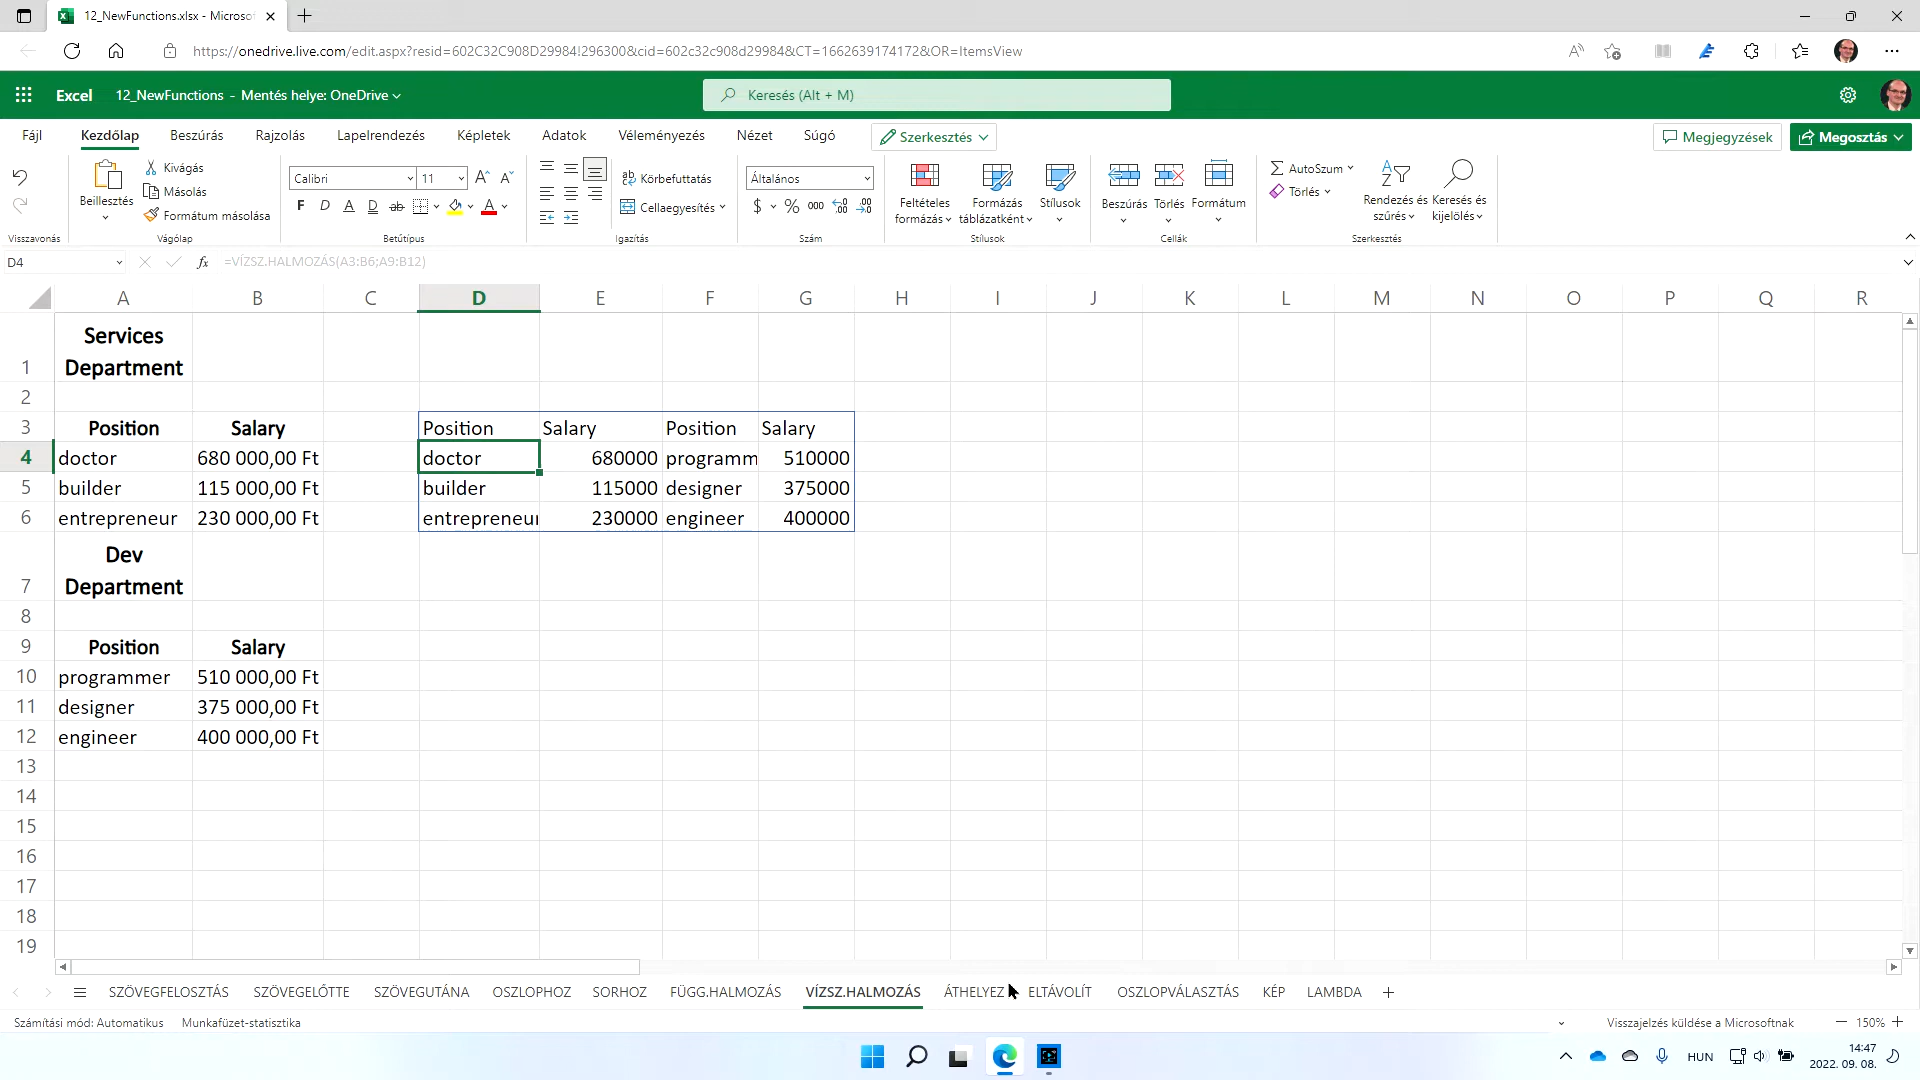 12_NewFunctions.xlsx - Microso
https://onedrive.live.com/edit.aspx?resid=602C32C908D29984!296300&cid=602c32c908d29984&CT=1662639174172&OR=ItemsView
Excel 12_NewFunctions - Mentés helye: OneDrive
Keresés (Alt + M)
Fájl Kezdőlap Beszúrás Rajzolás Lapelrendezés Képletek Adatok Véleményezés Nézet Súgó Szerkesztés Megjegyzések Megosztás
Visszavonás
Beillesztés
Kivágás
Másolás
Formátum másolása
Vágólap
Calibri 11
F D A D ab A
Betűtípus
Körbefuttatás
Cellaegyesítés
Igazítás
Általános
$ % 000
Szám
Feltételes formázás
Formázás táblázatként
Stílusok
Stílusok
Beszúrás Törlés Formátum
Cellák
AutoSzum
Törlés
Rendezés és szűrés
Keresés és kijelölés
Szerkesztés
D4 fx =VÍZSZ.HALMOZÁS(A3:B6;A9:B12)
A B C D E F G H I J K L M N O P Q R
1 Services Department
2
3 Position Salary Position Salary Position Salary
4 doctor 680 000,00 Ft doctor 680000 programm 510000
5 builder 115 000,00 Ft builder 115000 designer 375000
6 entrepreneur 230 000,00 Ft entrepreneur 230000 engineer 400000
7 Dev Department
8
9 Position Salary
10 programmer 510 000,00 Ft
11 designer 375 000,00 Ft
12 engineer 400 000,00 Ft
13
14
15
16
17
18
19
SZÖVEGFELOSZTÁS SZÖVEGELŐTTE SZÖVEGUTÁNA OSZLOPHOZ SORHOZ FÜGG.HALMOZÁS VÍZSZ.HALMOZÁS ÁTHELYEZ ELTÁVOLÍT OSZLOPVÁLASZTÁS KÉP LAMBDA
Számítási mód: Automatikus Munkafüzet-statisztika Visszajelzés küldése a Microsoftnak 150%
HUN 14:47
2022. 09. 08.